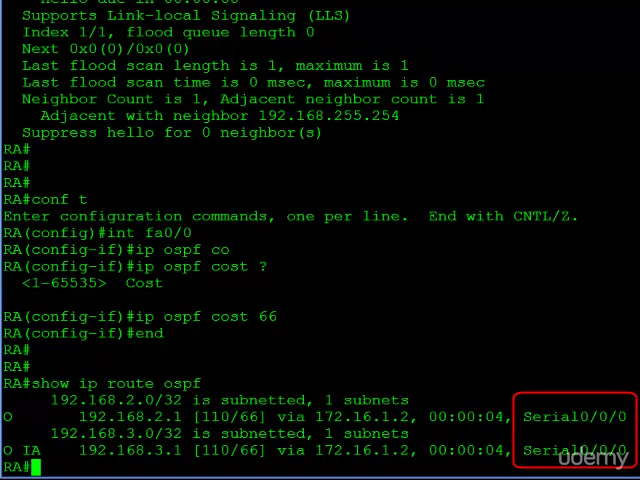 Supports Link-local Signaling (LLS)
Index 1/1, flood queue length 0
Next 0x0(0)/0x0(0)
Last flood scan length is 1, maximum is 1
Last flood scan time is 0 msec, maximum is 0 msec
Neighbor Count is 1, Adjacent neighbor count is 1
Adjacent with neighbor 192.168.255.254
Suppress hello for 0 neighbor(s)
RA#
RA#
RA#
RA#conf t
Enter configuration commands, one per line.  End with CNTL/Z.
RA(config)#int fa0/0
RA(config-if)#ip ospf co
RA(config-if)#ip ospf cost ?
<1-65535>  Cost
RA(config-if)#ip ospf cost 66
RA(config-if)#end
RA#
RA#
RA#show ip route ospf
192.168.2.0/32 is subnetted, 1 subnets
O       192.168.2.1 [110/66] via 172.16.1.2, 00:00:04, Serial0/0/0
192.168.3.0/32 is subnetted, 1 subnets
O IA    192.168.3.1 [110/66] via 172.16.1.2, 00:00:04, Serial0/0/0
RA#
udemy